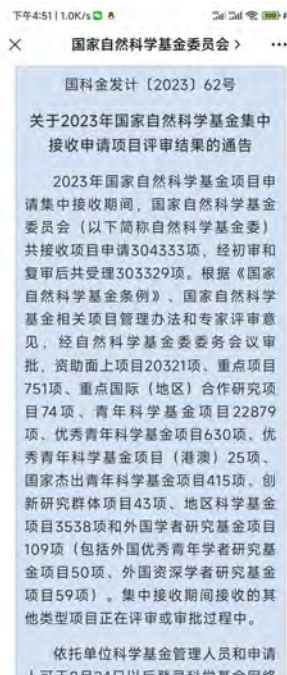 下午4:51 | 1.0K/s
国家自然科学基金委员会 >
国科金发计〔2023〕62号
关于2023年国家自然科学基金集中
接收申请项目评审结果的通告
2023年国家自然科学基金项目申
请集中接收期间，国家自然科学基金
委员会（以下简称自然科学基金委）
共接收项目申请304333项，经初审和
复审后共受理303329项。根据《国家
自然科学基金条例》、国家自然科学
基金相关项目管理办法和专家评审意
见，经自然科学基金委委务会议审
批，资助面上项目20321项、重点项目
751项、重点国际（地区）合作研究项
目74项、青年科学基金项目22879
项、优秀青年科学基金项目630项、优
秀青年科学基金项目（港澳）25项、
国家杰出青年科学基金项目415项、创
新研究群体项目43项、地区科学基金
项目3538项和外国学者研究基金项目
109项（包括外国优秀青年学者研究基
金项目50项、外国资深学者研究基金
项目59项）。集中接收期间接收的其
他类型项目正在评审或审批过程中。
依托单位科学基金管理人员和申请
人可于8月24日以后登录科学基金网络